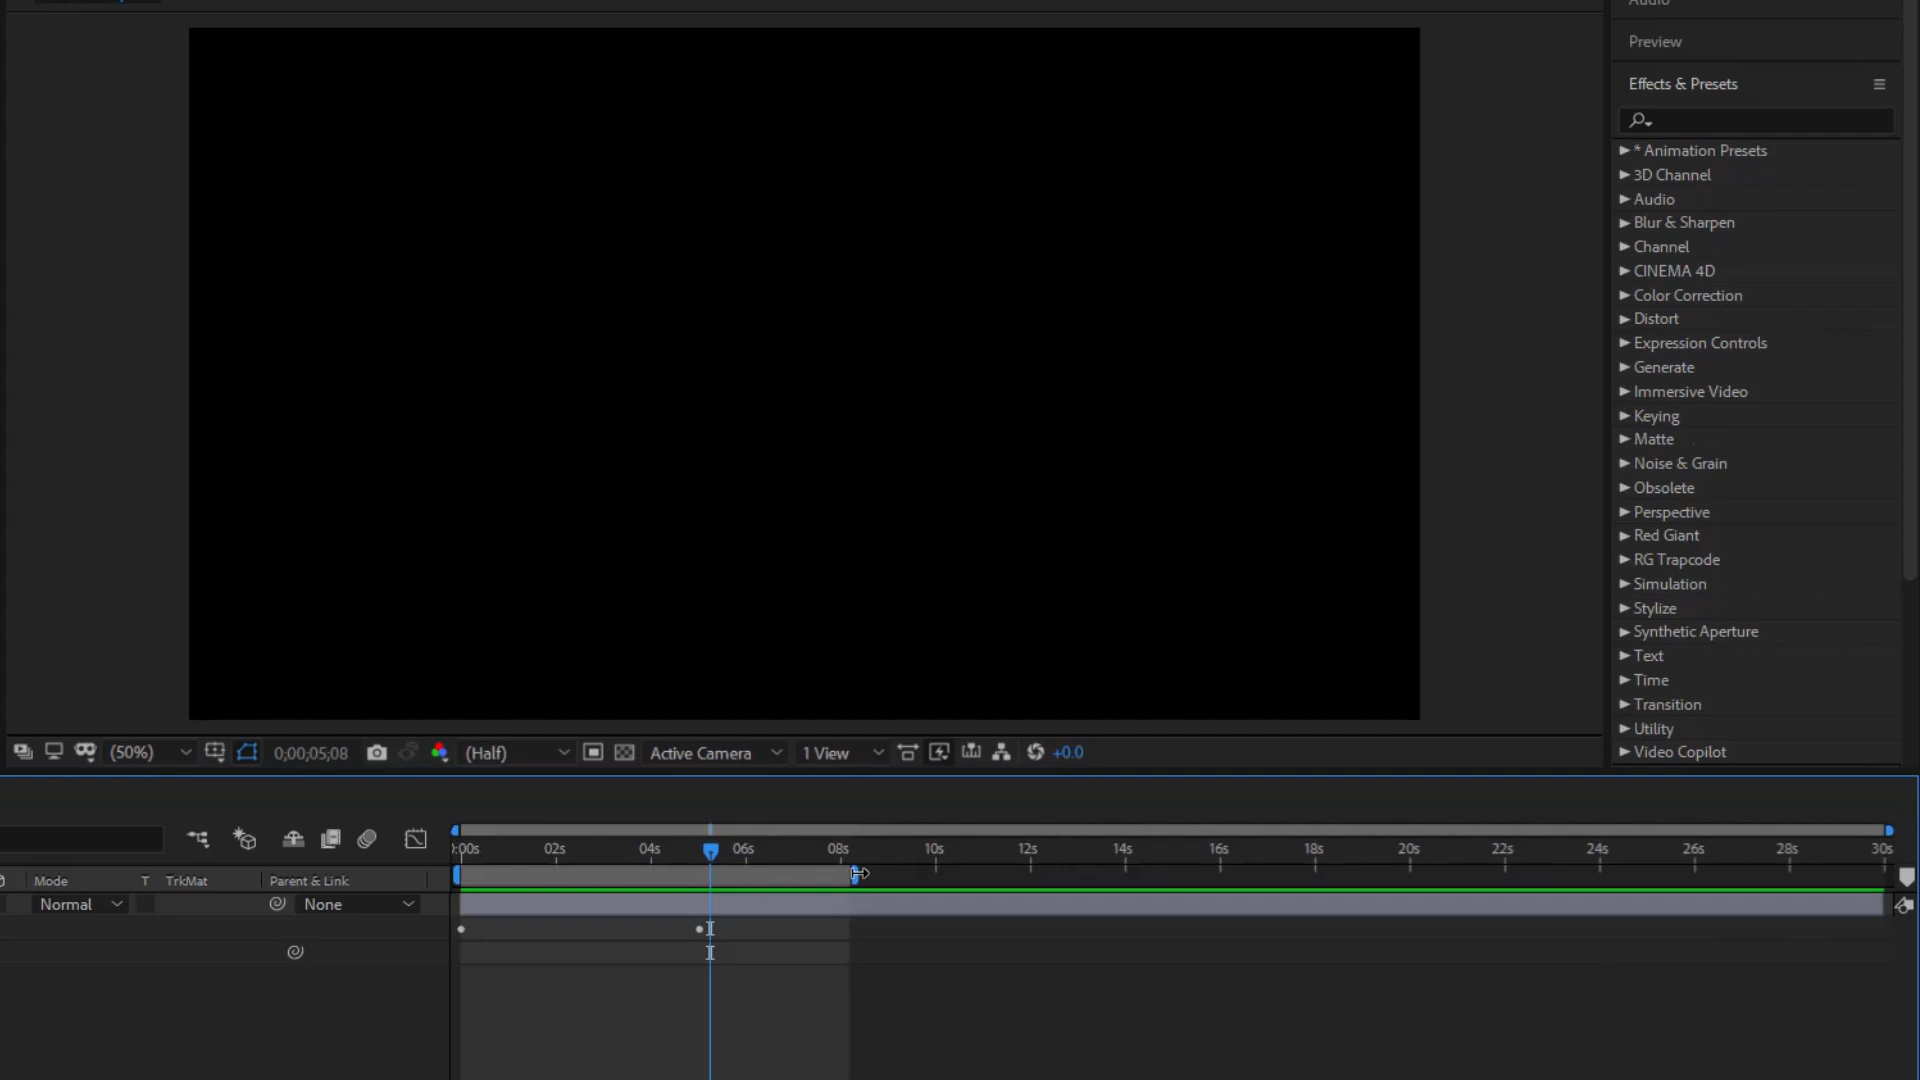 Audio
Preview
Effects & Presets
* Animation Presets
3D Channel
Audio
Blur & Sharpen
Channel
CINEMA 4D
Color Correction
Distort
Expression Controls
Generate
Immersive Video
Keying
Matte
Noise & Grain
Obsolete
Perspective
Red Giant
RG Trapcode
Simulation
Stylize
Synthetic Aperture
Text
Time
Transition
Utility
Video Copilot
(50%) 0;00;05;08 (Half) Active Camera 1 View +0.0
):00s 02s 04s 06s 08s 10s 12s 14s 16s 18s 20s 22s 24s 26s 28s 30s
Mode T TrkMat Parent & Link
Normal None